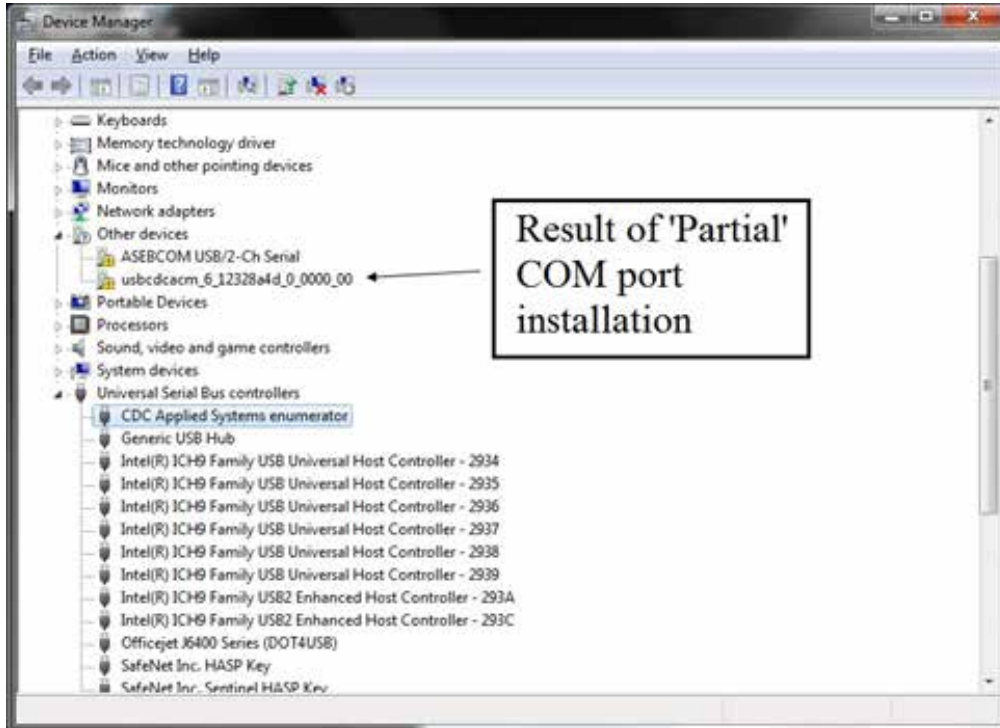 Device Manager
File Action View Help
Keyboards
Memory technology driver
Mice and other pointing devices
Monitors
Network adapters
Other devices
ASEBCOM USB/2-Ch Serial
usbcdcacm_6_12328a4d_0_0000_00
Result of 'Partial'
COM port
installation
Portable Devices
Processors
Sound, video and game controllers
System devices
Universal Serial Bus controllers
CDC Applied Systems enumerator
Generic USB Hub
Intel(R) ICH9 Family USB Universal Host Controller - 2934
Intel(R) ICH9 Family USB Universal Host Controller - 2935
Intel(R) ICH9 Family USB Universal Host Controller - 2936
Intel(R) ICH9 Family USB Universal Host Controller - 2937
Intel(R) ICH9 Family USB Universal Host Controller - 2938
Intel(R) ICH9 Family USB Universal Host Controller - 2939
Intel(R) ICH9 Family USB2 Enhanced Host Controller - 293A
Intel(R) ICH9 Family USB2 Enhanced Host Controller - 293C
Officejet J6400 Series (DOT4USB)
SafeNet Inc. HASP Key
SafeNet Inc. Sentinel HASP Key